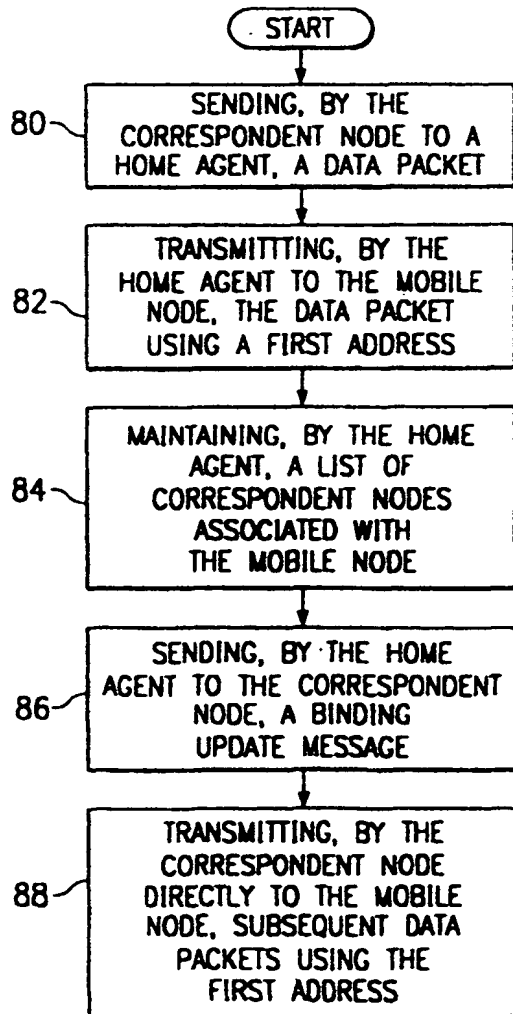 START
80
SENDING, BY THE
CORRESPONDENT NODE TO A
HOME AGENT, A DATA PACKET
82
TRANSMITTTING, BY THE
HOME AGENT TO THE MOBILE
NODE, THE DATA PACKET
USING A FIRST ADDRESS
84
MAINTAINING, BY THE HOME
AGENT, A LIST OF
CORRESPONDENT NODES
ASSOCIATED WITH
THE MOBILE NODE
86
SENDING, BY THE HOME
AGENT TO THE CORRESPONDENT
NODE, A BINDING
UPDATE MESSAGE
88
TRANSMITTING, BY THE
CORRESPONDENT NODE
DIRECTLY TO THE MOBILE
NODE, SUBSEQUENT DATA
PACKETS USING THE
FIRST ADDRESS